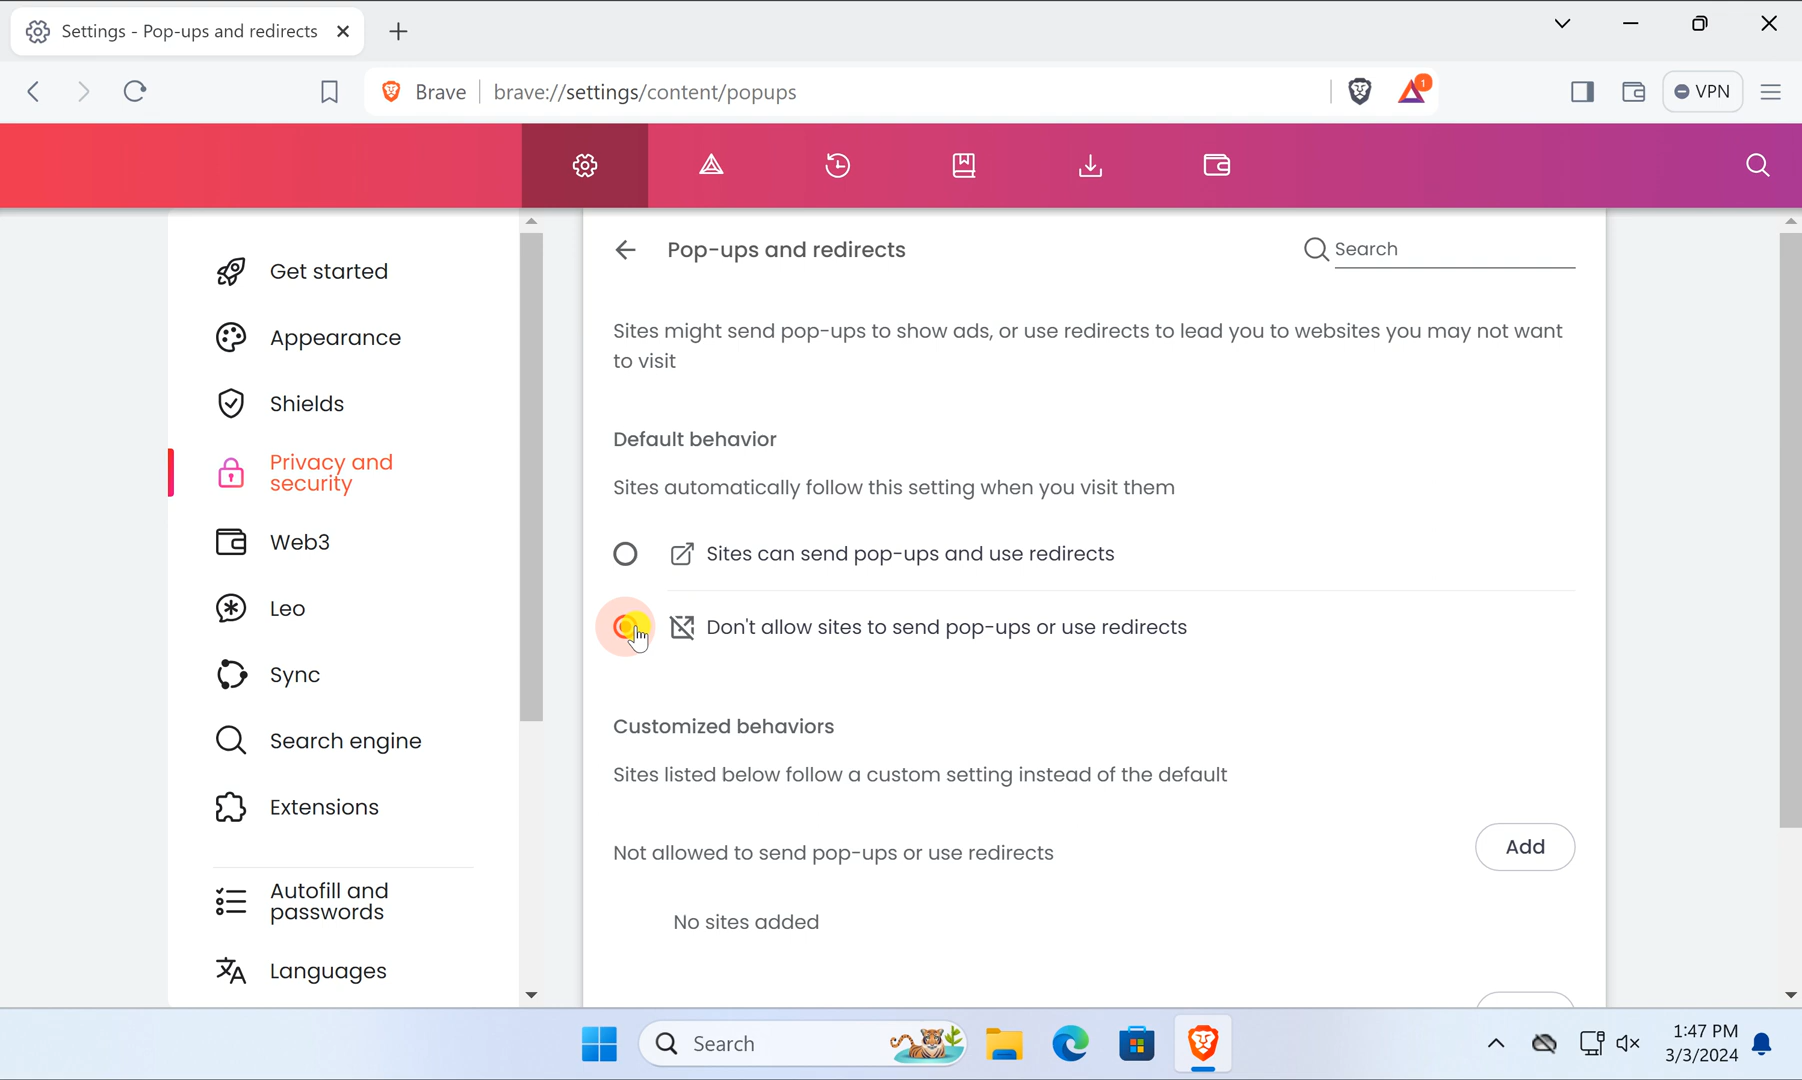 Settings - Pop-ups and redirects
Brave
brave://settings/content/popups
1
VPN
Get started
Appearance
Shields
Privacy and
security
Web3
Leo
Sync
Search engine
Extensions
Autofill and
passwords
Languages
Pop-ups and redirects
Search
Sites might send pop-ups to show ads, or use redirects to lead you to websites you may not want
to visit
Default behavior
Sites automatically follow this setting when you visit them
Sites can send pop-ups and use redirects
Don't allow sites to send pop-ups or use redirects
Customized behaviors
Sites listed below follow a custom setting instead of the default
Not allowed to send pop-ups or use redirects
Add
No sites added
Search
1:47 PM
3/3/2024